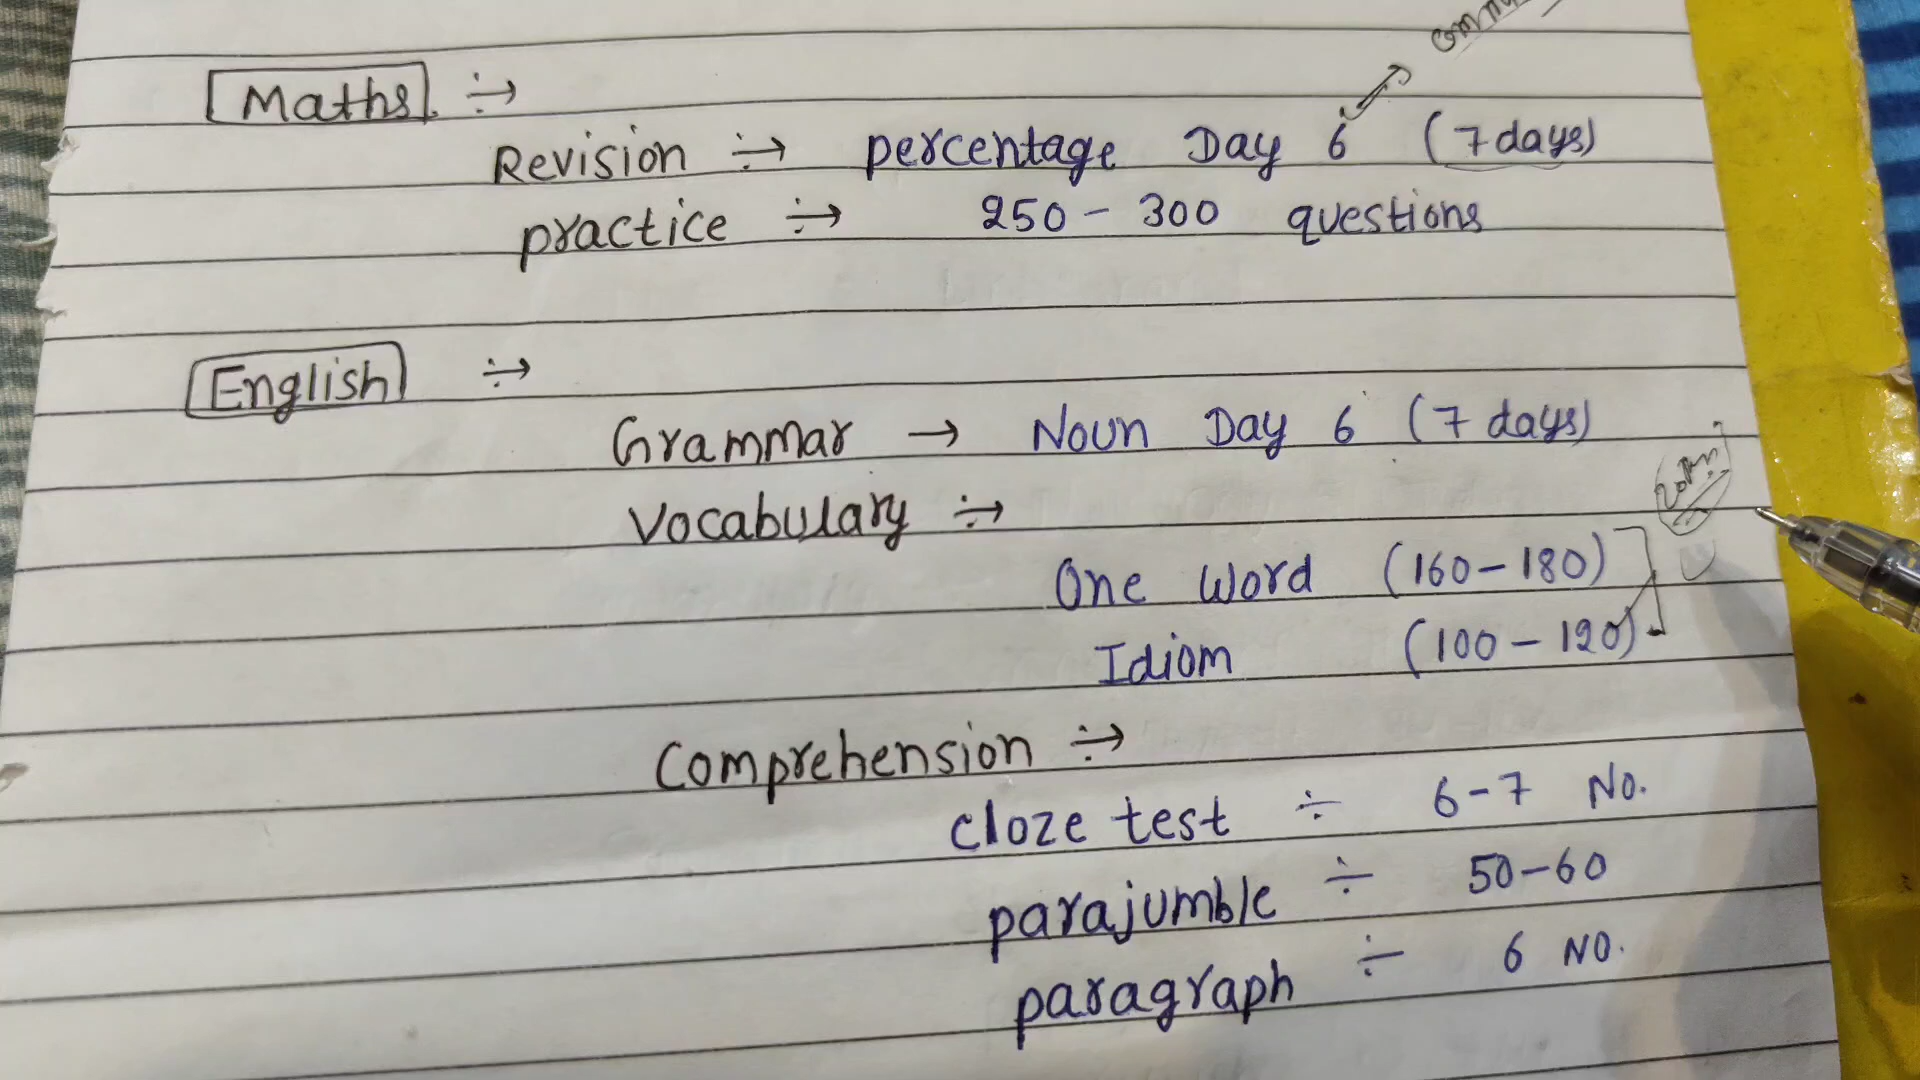 Maths ÷→
Revision ÷→ percentage Day 6 (7 days)
practice ÷→ 250 - 300 questions
English ÷→
Grammar → Noun Day 6 (7 days)
Vocabulary ÷→
One Word (160-180)
Idiom (100-120)
Comprehension ÷→
cloze test ÷ 6-7 No.
parajumble ÷ 50-60
paragraph ÷ 6 NO.